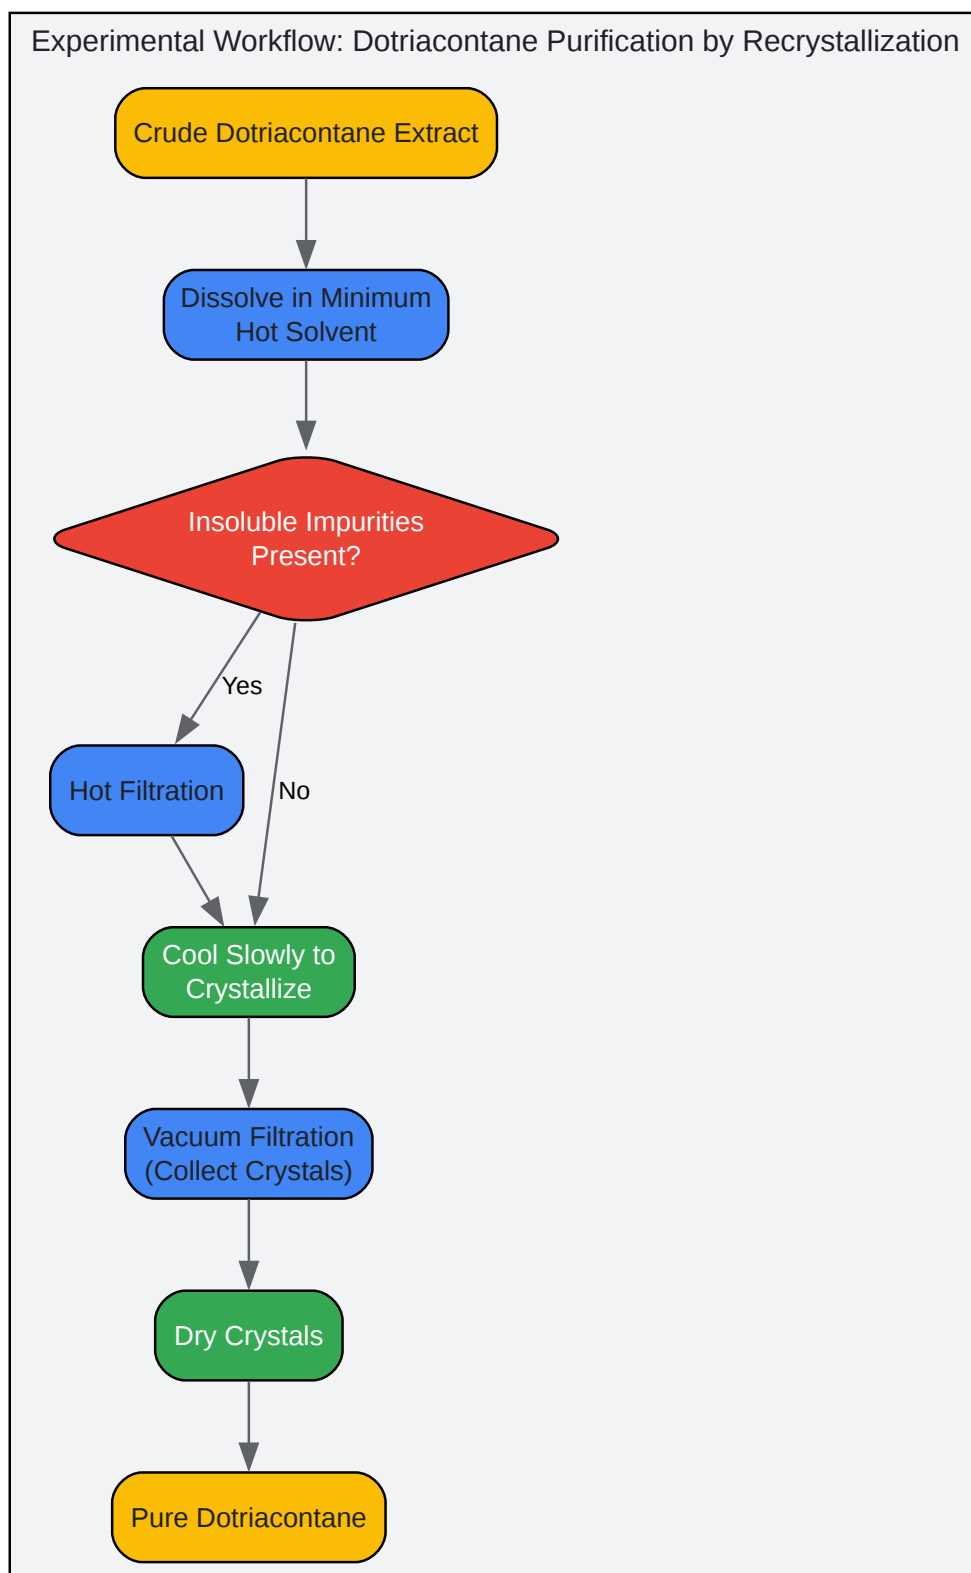 Experimental Workflow: Dotriacontane Purification by Recrystallization
Crude Dotriacontane Extract
Dissolve in Minimum
Hot Solvent
Insoluble Impurities
Present?
Yes
Hot Filtration
No
Cool Slowly to
Crystallize
Vacuum Filtration
(Collect Crystals)
Dry Crystals
Pure Dotriacontane